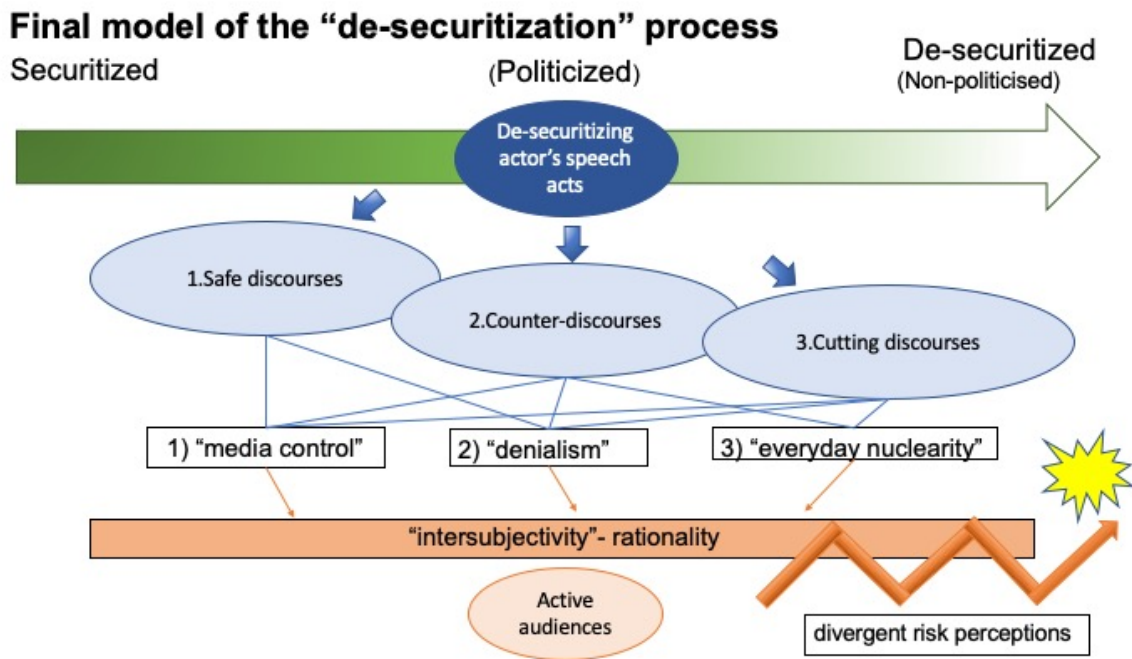 Final model of the “de-securitization” process
Securitized
(Politicized)
De-securitized
(Non-politicised)
De-securitizing
actor’s speech
acts
1.Safe discourses
2.Counter-discourses
3.Cutting discourses
1) “media control”
2) “denialism”
3) “everyday nuclearity”
“intersubjectivity”- rationality
Active
audiences
divergent risk perceptions